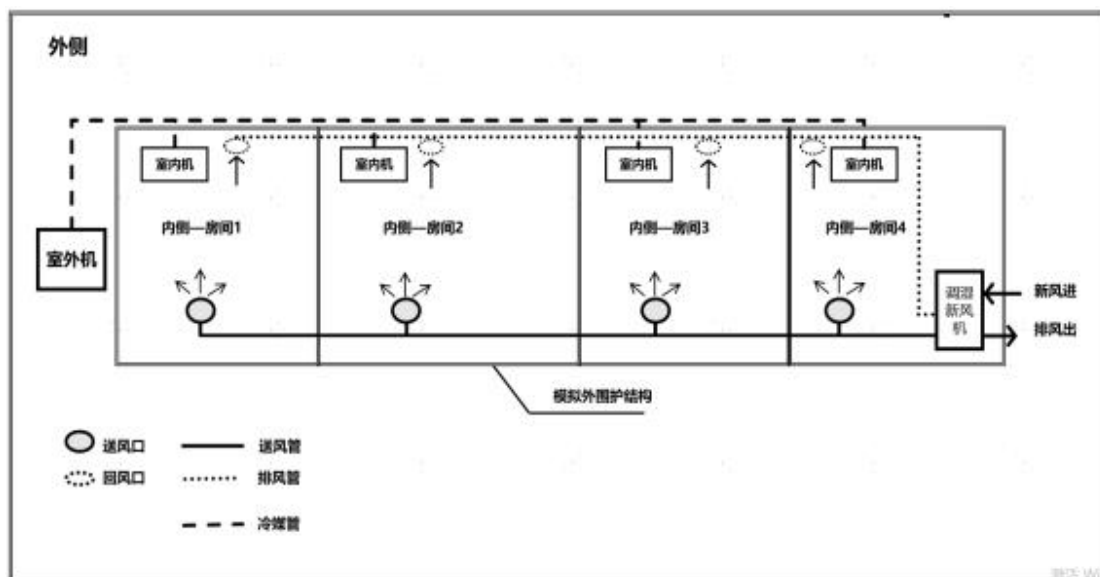 外侧
室内机
室内机
室内机
室内机
内侧—房间1
内侧—房间2
内侧—房间3
内侧—房间4
室外机
调湿
新风
机
新风进
排风出
模拟外围护结构
送风口
送风管
回风口
排风管
冷媒管